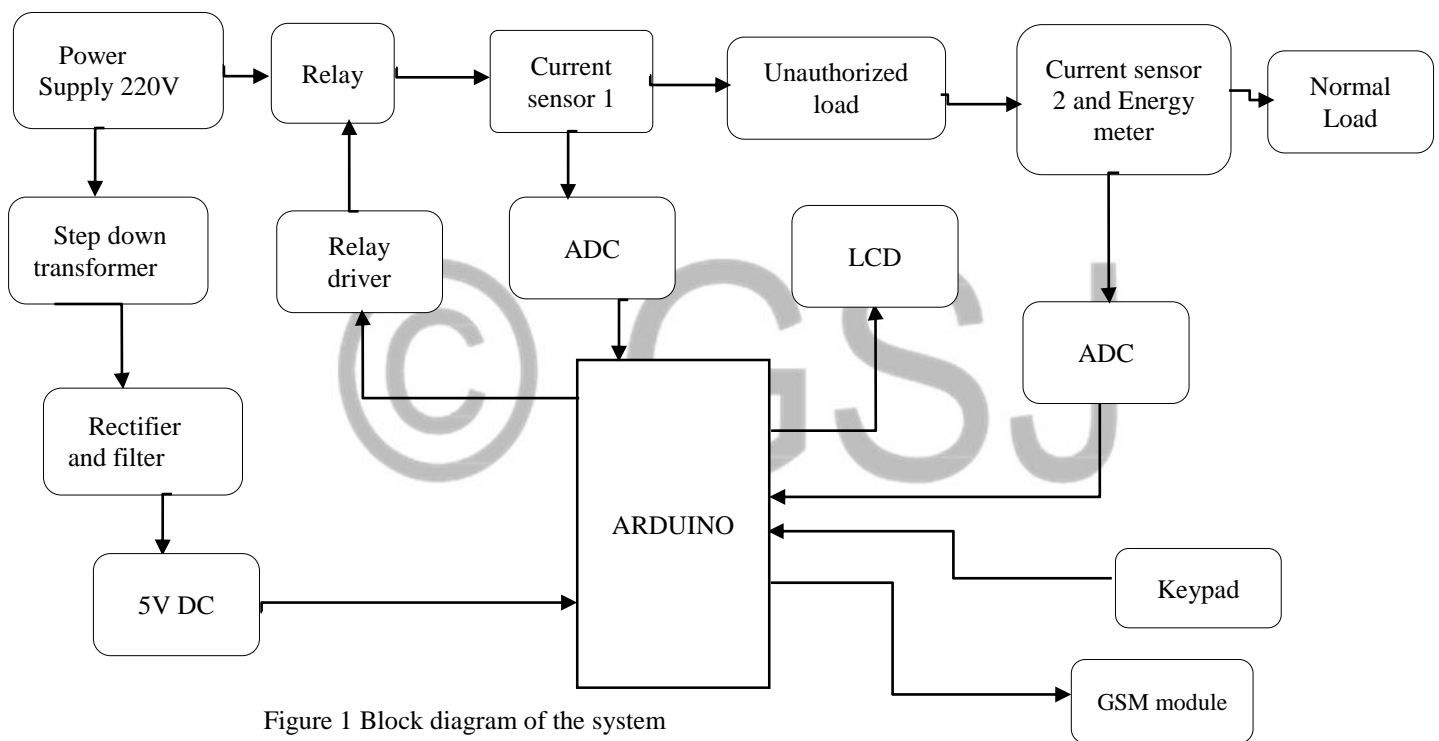 Power
Supply 220V
Relay
Current
sensor 1
Unauthorized
load
Current sensor
2 and Energy
meter
Normal
Load
Step down
transformer
Relay
driver
ADC
LCD
ADC
Rectifier
and filter
ARDUINO
5V DC
Keypad
GSM module
© GSJ
Figure 1 Block diagram of the system